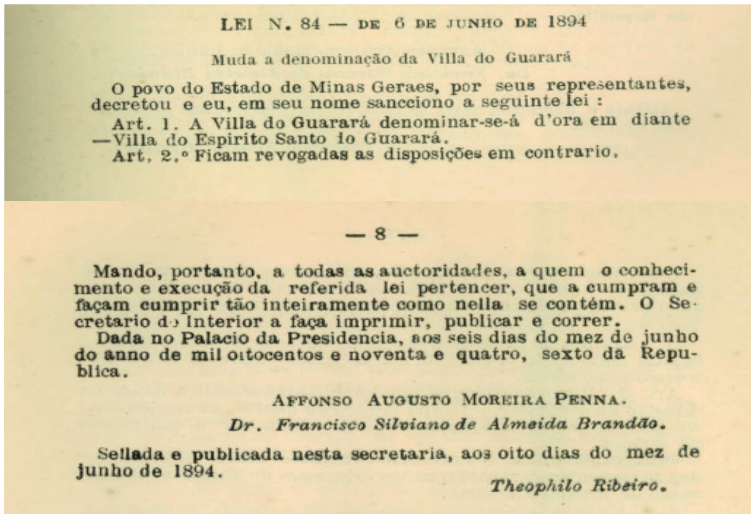 LEI N. 84 — DE 6 DE JUNHO DE 1894
Muda a denominação da Villa do Guarará
O povo do Estado de Minas Geraes, por seus representantes,
decretou e eu, em seu nome sancciono a seguinte lei :
Art. 1. A Villa do Guarará denominar-se-á d'ora em diante
—Villa do Espirito Santo io Guarará.
Art. 2.º Ficam revogadas as disposições em contrario.
— 8 —
Mando, portanto, a todas as auctoridades, a quem o conheci-
mento e execução da referida lei pertencer, que a cumpram e
façam cumprir tão inteiramente como nella se contém. O Se-
cretario do Interior a faça imprimir, publicar e correr.
Dada no Palacio da Presidencia, aos seis dias do mez de junho
do anno de mil oitocentos e noventa e quatro, sexto da Repu-
blica.
AFFONSO AUGUSTO MOREIRA PENNA.
Dr. Francisco Silviano de Almeida Brandão.
Sellada e publicada nesta secretaria, aos oito dias do mez de
junho de 1894.
Theophilo Ribeiro.